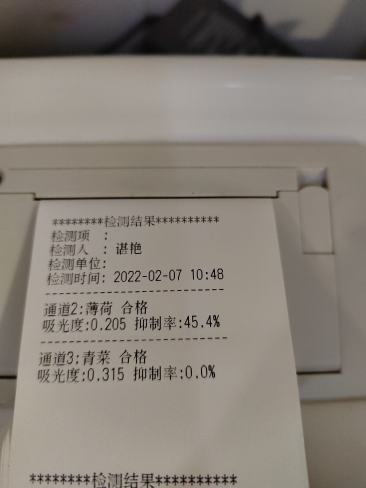 ********检测结果**********
检测项  :
检测人  : 谌艳
检测单位:
检测时间: 2022-02-07 10:48
--------------------------
通道2:薄荷 合格
吸光度:0.205 抑制率:45.4%
--------------------------
通道3:青菜 合格
吸光度:0.315 抑制率:0.0%
********检测结果**********